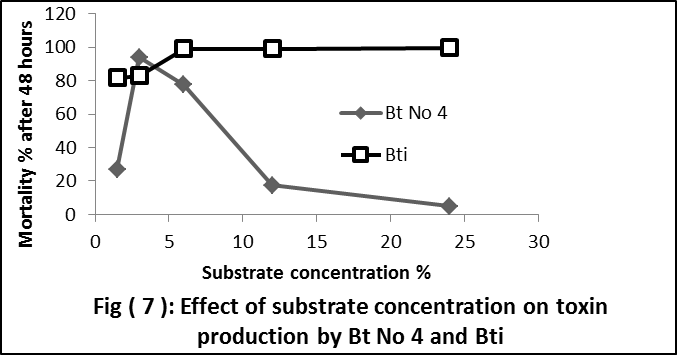 120
100
80
60
40
20
0
Mortality % after 48 hours
Bt No 4
Bti
0 5 10 15 20 25 30
Substrate concentration %
Fig ( 7 ): Effect of substrate concentration on toxin
production by Bt No 4 and Bti